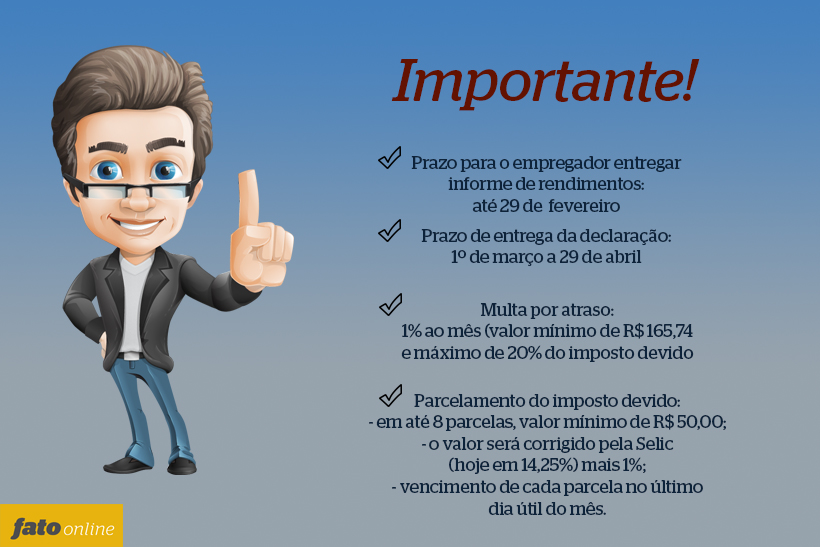 Importante!
Prazo para o empregador entregar
informe de rendimentos:
até 29 de fevereiro
Prazo de entrega da declaração:
1º de março a 29 de abril
Multa por atraso:
1% ao mês (valor mínimo de R$ 165,74
e máximo de 20% do imposto devido
Parcelamento do imposto devido:
- em até 8 parcelas, valor mínimo de R$ 50,00;
- o valor será corrigido pela Selic
(hoje em 14,25%) mais 1%;
- vencimento de cada parcela no último
dia útil do mês.
fato online